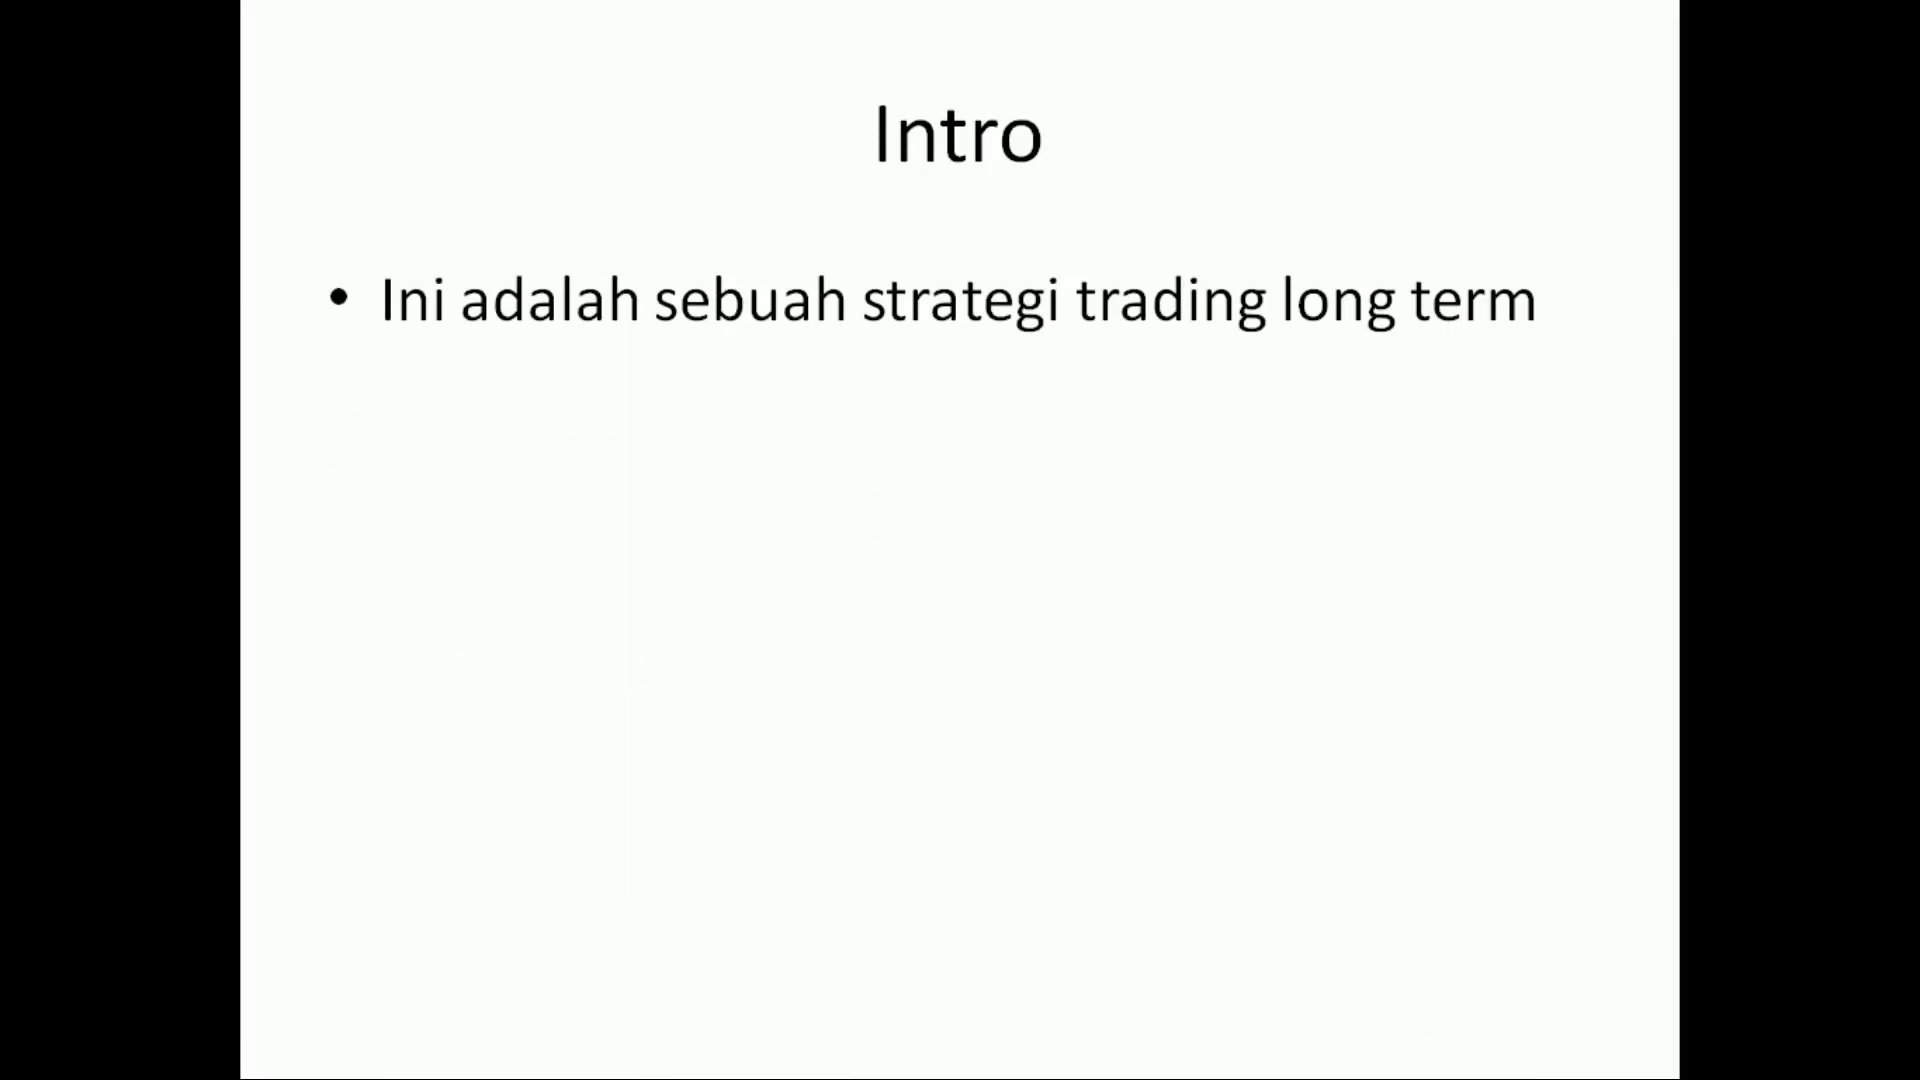 Intro
• Ini adalah sebuah strategi trading long term